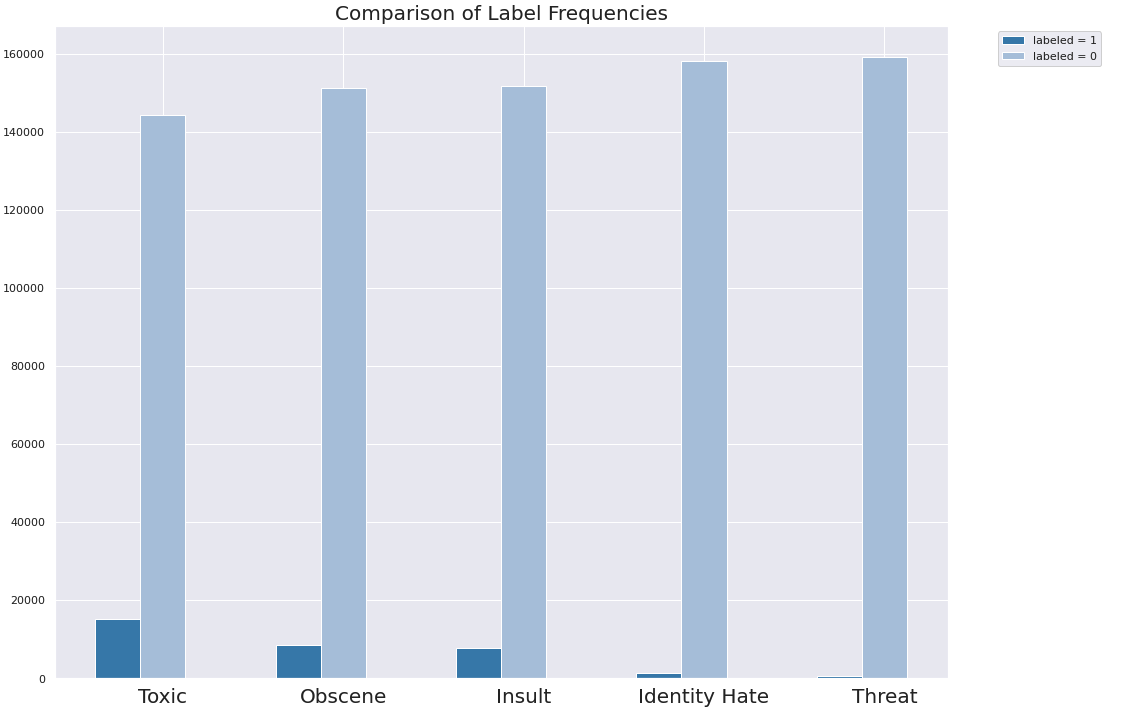 Comparison of Label Frequencies
labeled = 1
labeled = 0
160000
140000
120000
100000
80000
60000
40000
20000
0
Toxic Obscene Insult Identity Hate Threat